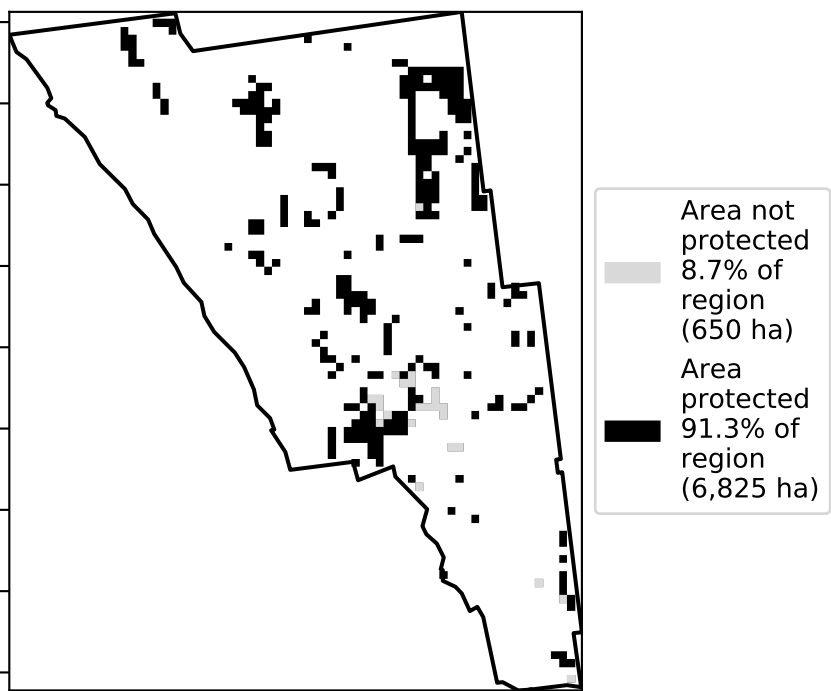 Area not
protected
8.7% of
region
(650 ha)
Area
protected
91.3% of
region
(6,825 ha)